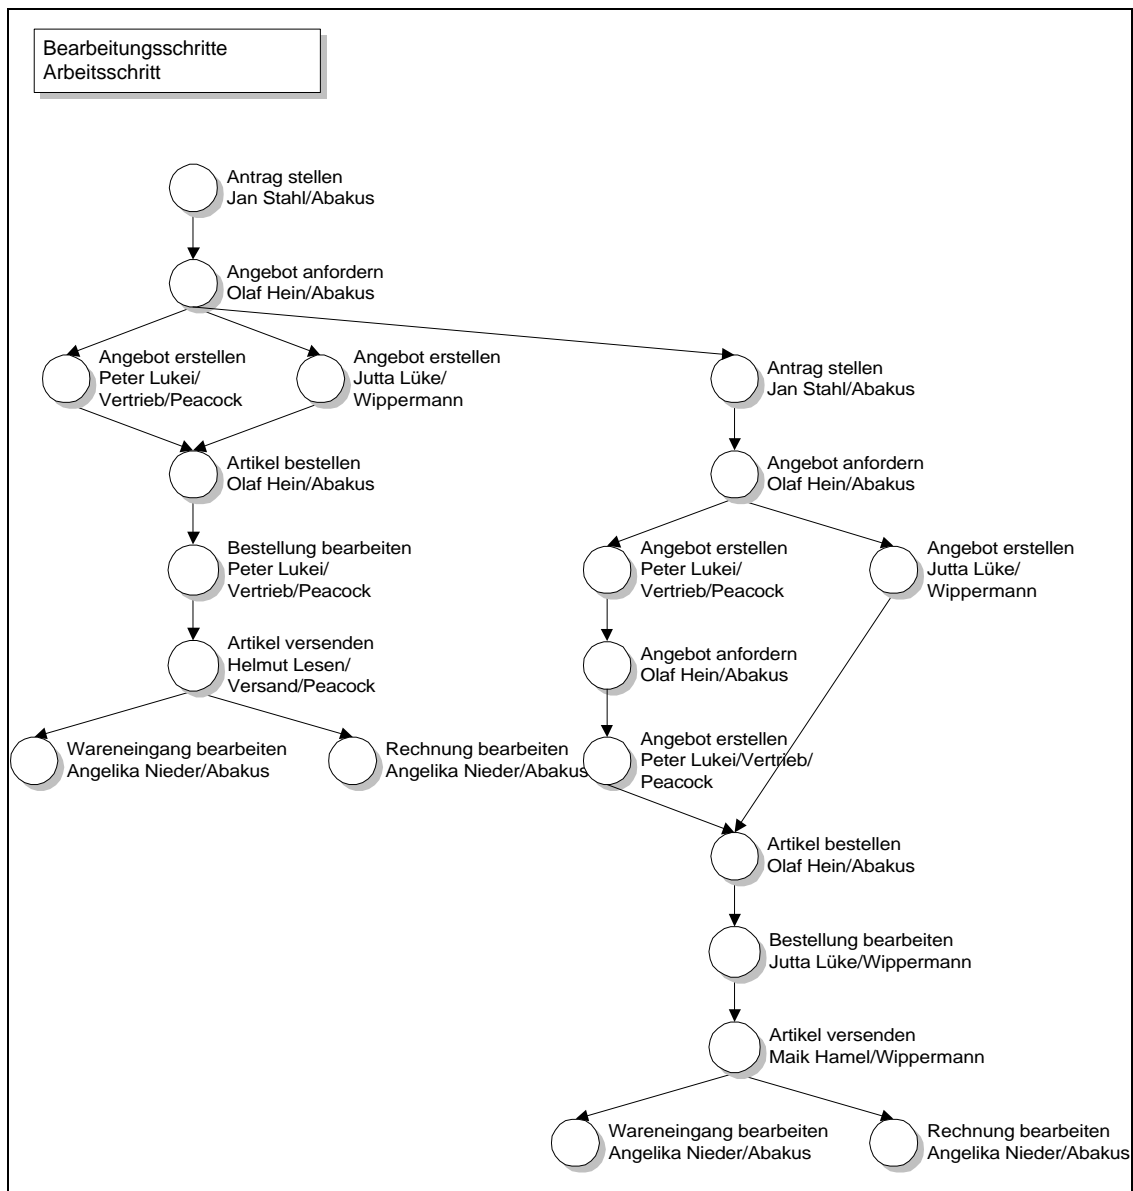 Bearbeitungsschritte
Arbeitsschritt
Antrag stellen
Jan Stahl/Abakus
Angebot anfordern
Olaf Hein/Abakus
Angebot erstellen
Peter Lukei/
Vertrieb/Peacock
Angebot erstellen
Jutta Lüke/
Wippermann
Antrag stellen
Jan Stahl/Abakus
Artikel bestellen
Olaf Hein/Abakus
Angebot anfordern
Olaf Hein/Abakus
Bestellung bearbeiten
Peter Lukei/
Vertrieb/Peacock
Angebot erstellen
Peter Lukei/
Vertrieb/Peacock
Angebot erstellen
Jutta Lüke/
Wippermann
Artikel versenden
Helmut Lesen/
Versand/Peacock
Angebot anfordern
Olaf Hein/Abakus
Wareneingang bearbeiten
Angelika Nieder/Abakus
Rechnung bearbeiten
Angelika Nieder/Abakus
Angebot erstellen
Peter Lukei/Vertrieb/
Peacock
Artikel bestellen
Olaf Hein/Abakus
Bestellung bearbeiten
Jutta Lüke/Wippermann
Artikel versenden
Maik Hamel/Wippermann
Wareneingang bearbeiten
Angelika Nieder/Abakus
Rechnung bearbeiten
Angelika Nieder/Abakus